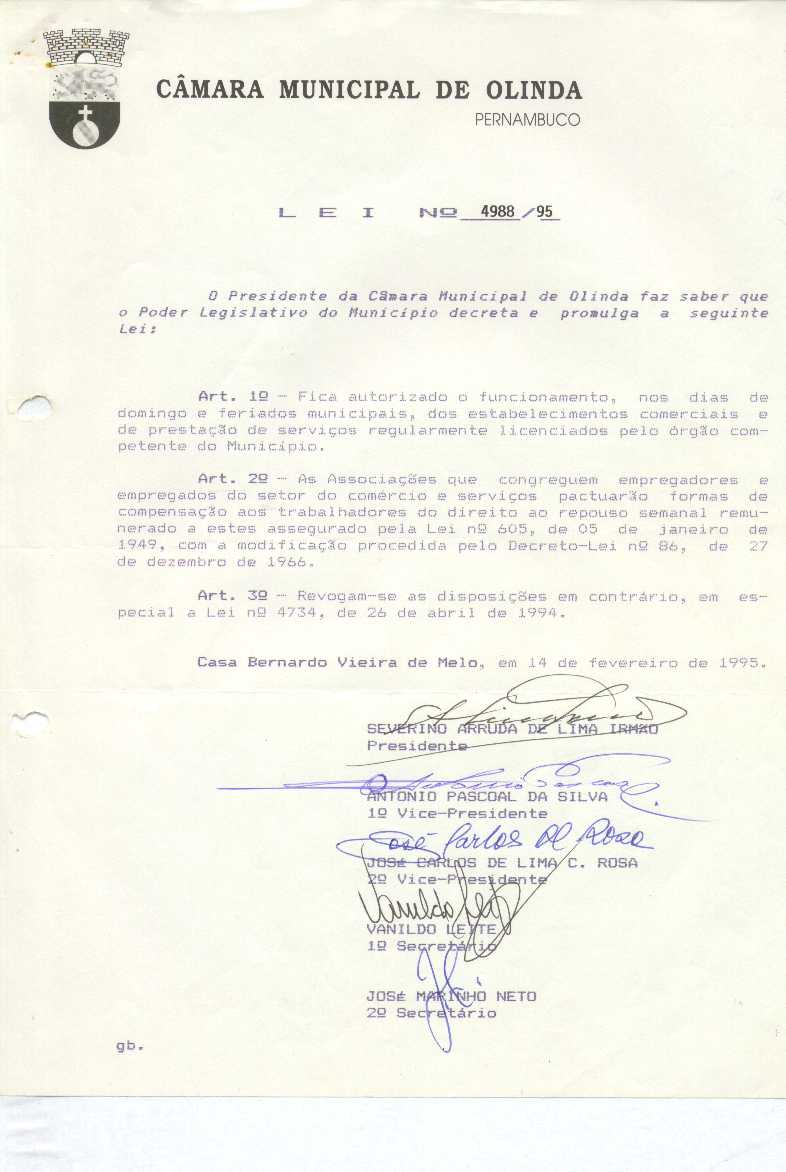 CÂMARA MUNICIPAL DE OLINDA
PERNAMBUCO
L E I Nº 4988/95
O Presidente da Câmara Municipal de Olinda faz saber que
o Poder Legislativo do Município decreta e promulga a seguinte
Lei:
Art. 1º - Fica autorizado o funcionamento, nos dias de
domingo e feriados municipais, dos estabelecimentos comerciais e
de prestação de serviços regularmente licenciados pelo órgão com-
petente do Município.
Art. 2º - As Associações que congreguem empregadores e
empregados do setor do comércio e serviços pactuarão formas de
compensação aos trabalhadores do direito ao repouso semanal remu-
nerado a estes assegurado pela Lei nº 605, de 05 de janeiro de
1949, com a modificação procedida pelo Decreto-Lei nº 86, de 27
de dezembro de 1966.
Art. 3º - Revogam-se as disposições em contrário, em es-
pecial a Lei nº 4734, de 26 de abril de 1994.
Casa Bernardo Vieira de Melo, em 14 de fevereiro de 1995.
SEVERINO ARRUDA DE LIMA IRMÃO
Presidente
ANTONIO PASCOAL DA SILVA
1º Vice-Presidente
José Carlos de Rosa
JOSÉ CARLOS DE LIMA C. ROSA
2º Vice-Presidente
Vanildo Leite
VANILDO LEITE
1º Secretário
JOSÉ MARINHO NETO
2º Secretário
gb.